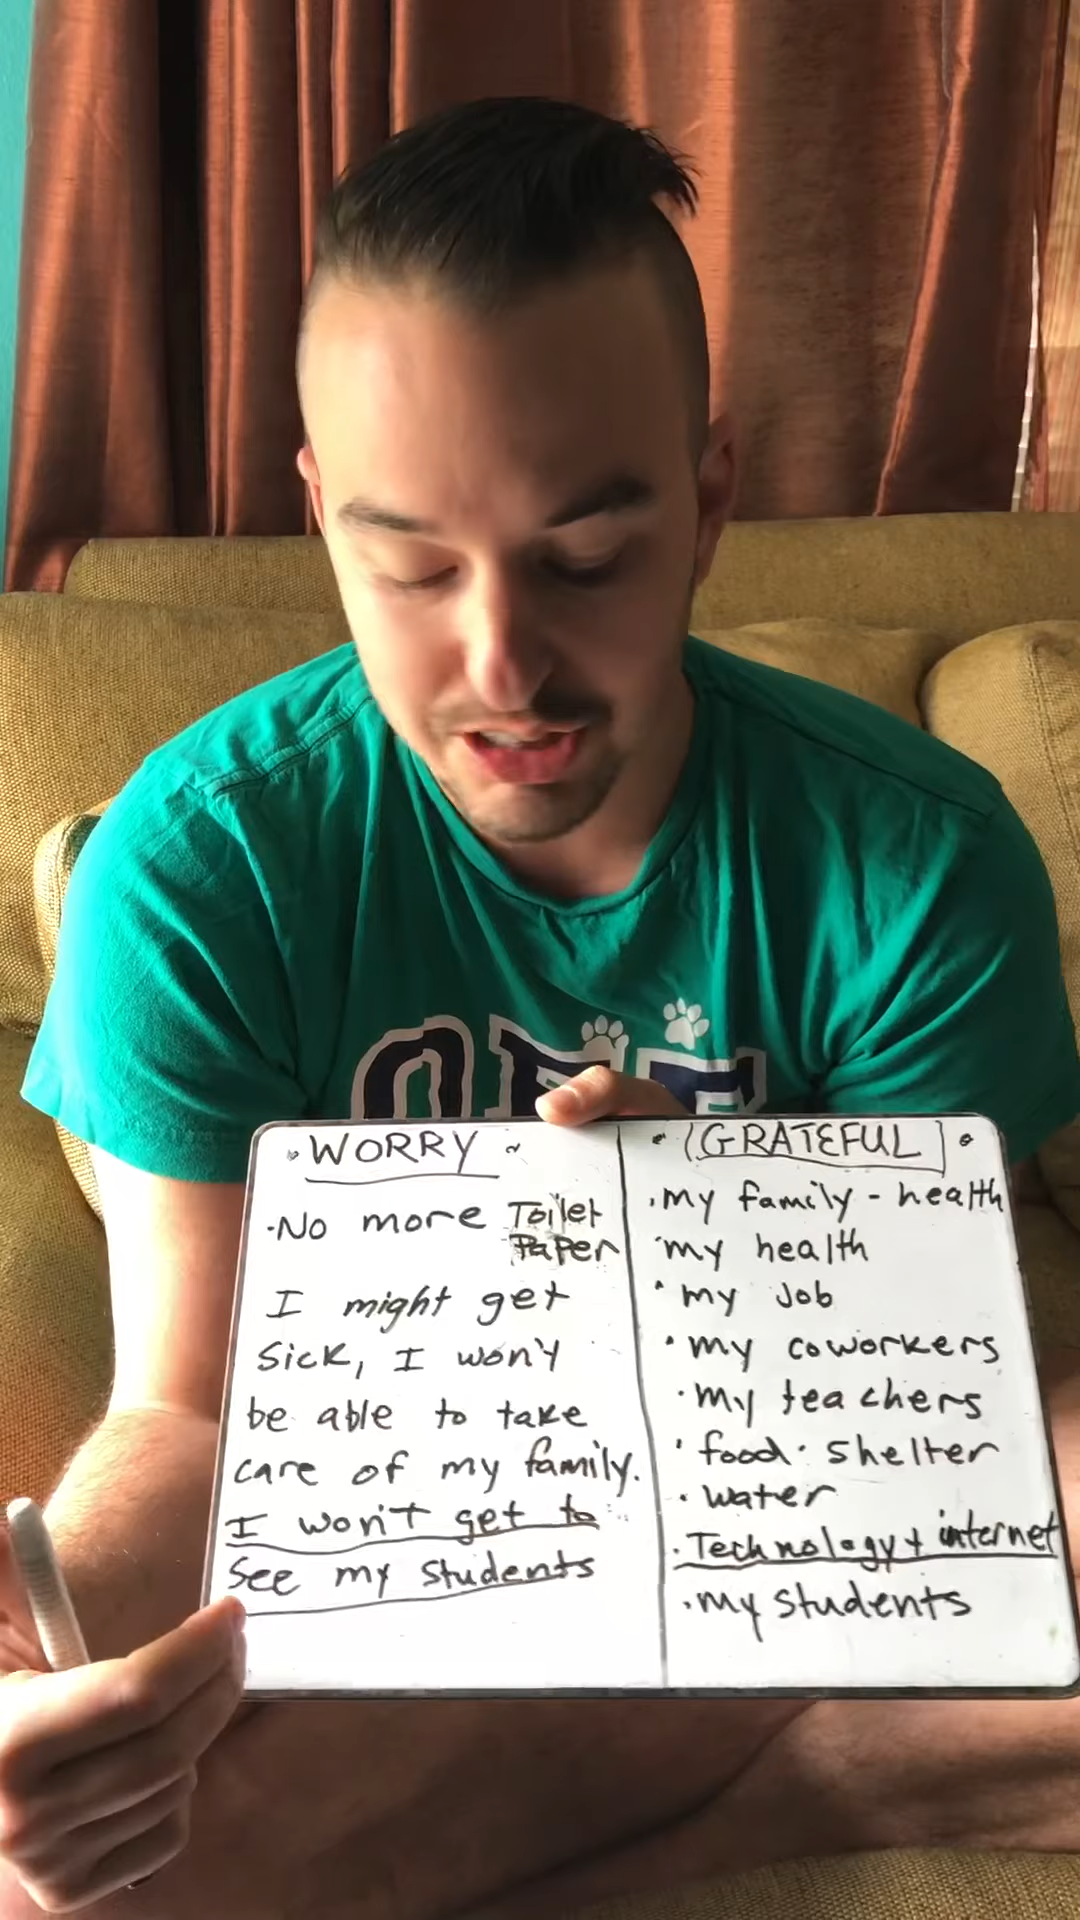 WORRY
·No more Toilet
Paper
I might get
sick, I won'y
be able to take
care of my family.
I won't get to
see my students
(GRATEFUL)
·my family - health
·my health
·my Job
·my coworkers
·my teachers
·food· shelter
·water
·Technology + internet
·my students